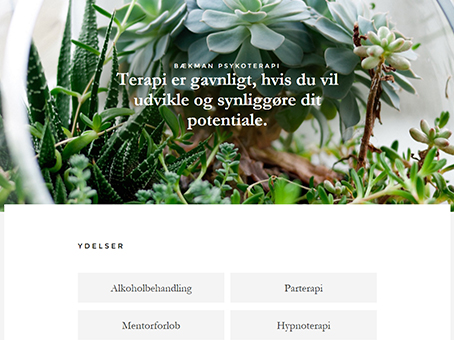 BÆKMAN PSYKOTERAPI
Terapi er gavnligt, hvis du vil
udvikle og synliggøre dit
potentiale.
YDELSER
Alkoholbehandling
Parterapi
Mentorforløb
Hypnoterapi